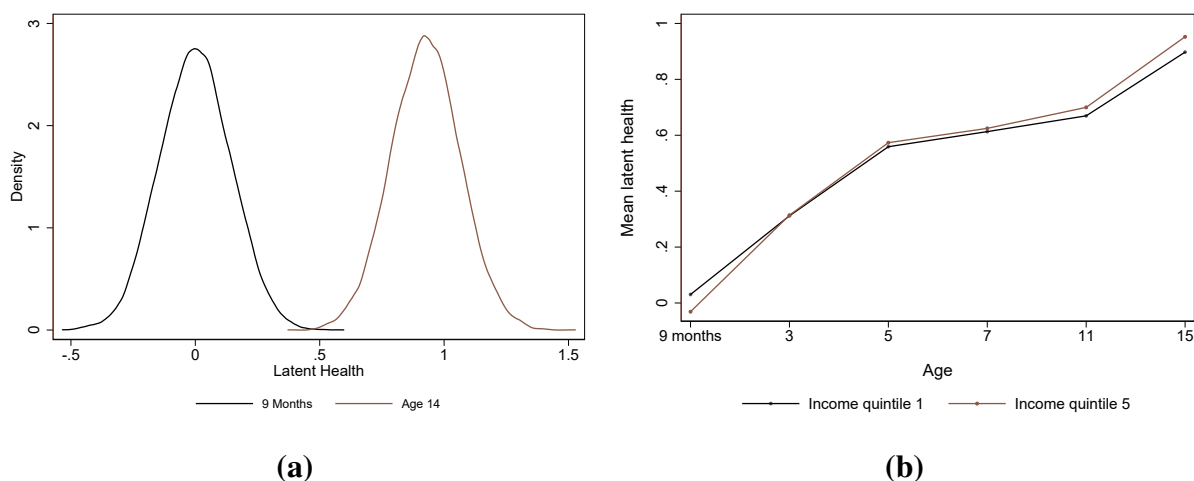 3
2
1
0
Density
-.5 0 .5 1 1.5
Latent Health
9 Months Age 14
(a)
1
.8
.6
.4
.2
0
Mean latent health
9 months 3 5 7 11 15
Age
Income quintile 1 Income quintile 5
(b)